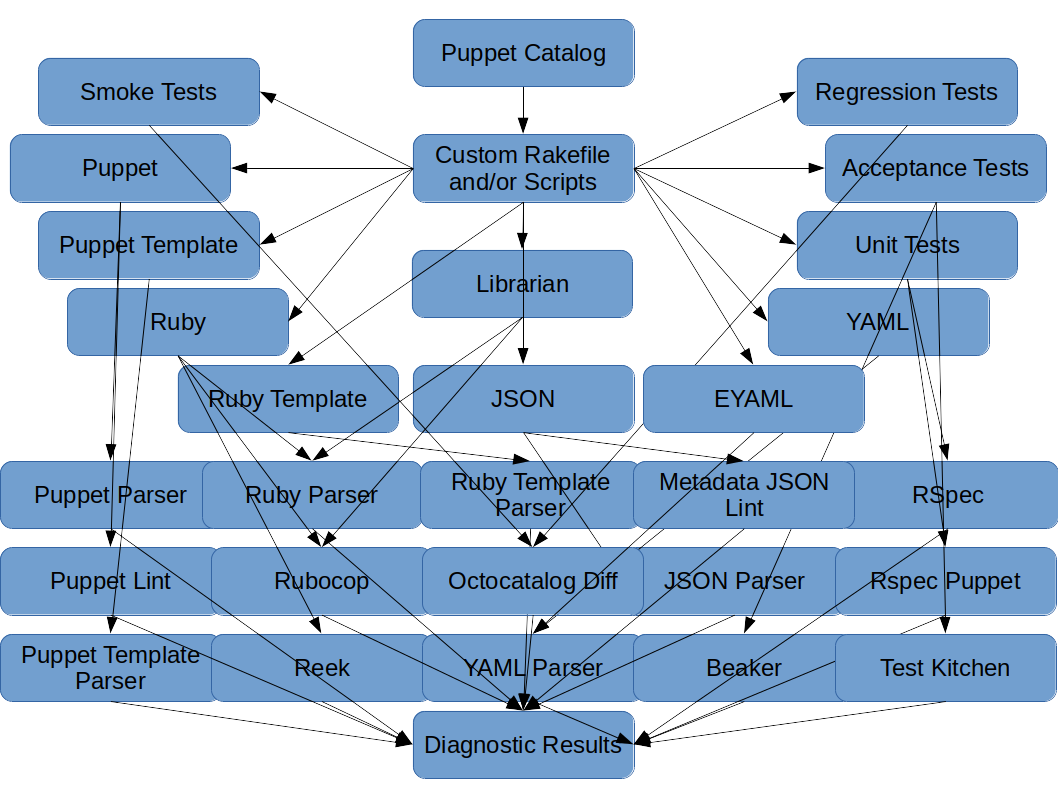 Puppet Catalog
Smoke Tests
Regression Tests
Puppet
Custom Rakefile
and/or Scripts
Acceptance Tests
Puppet Template
Unit Tests
Librarian
Ruby
YAML
Ruby Template
JSON
EYAML
Puppet Parser
Ruby Parser
Ruby Template
Parser
Metadata JSON
Lint
RSpec
Puppet Lint
Rubocop
Octocatalog Diff
JSON Parser
Rspec Puppet
Puppet Template
Parser
Reek
YAML Parser
Beaker
Test Kitchen
Diagnostic Results